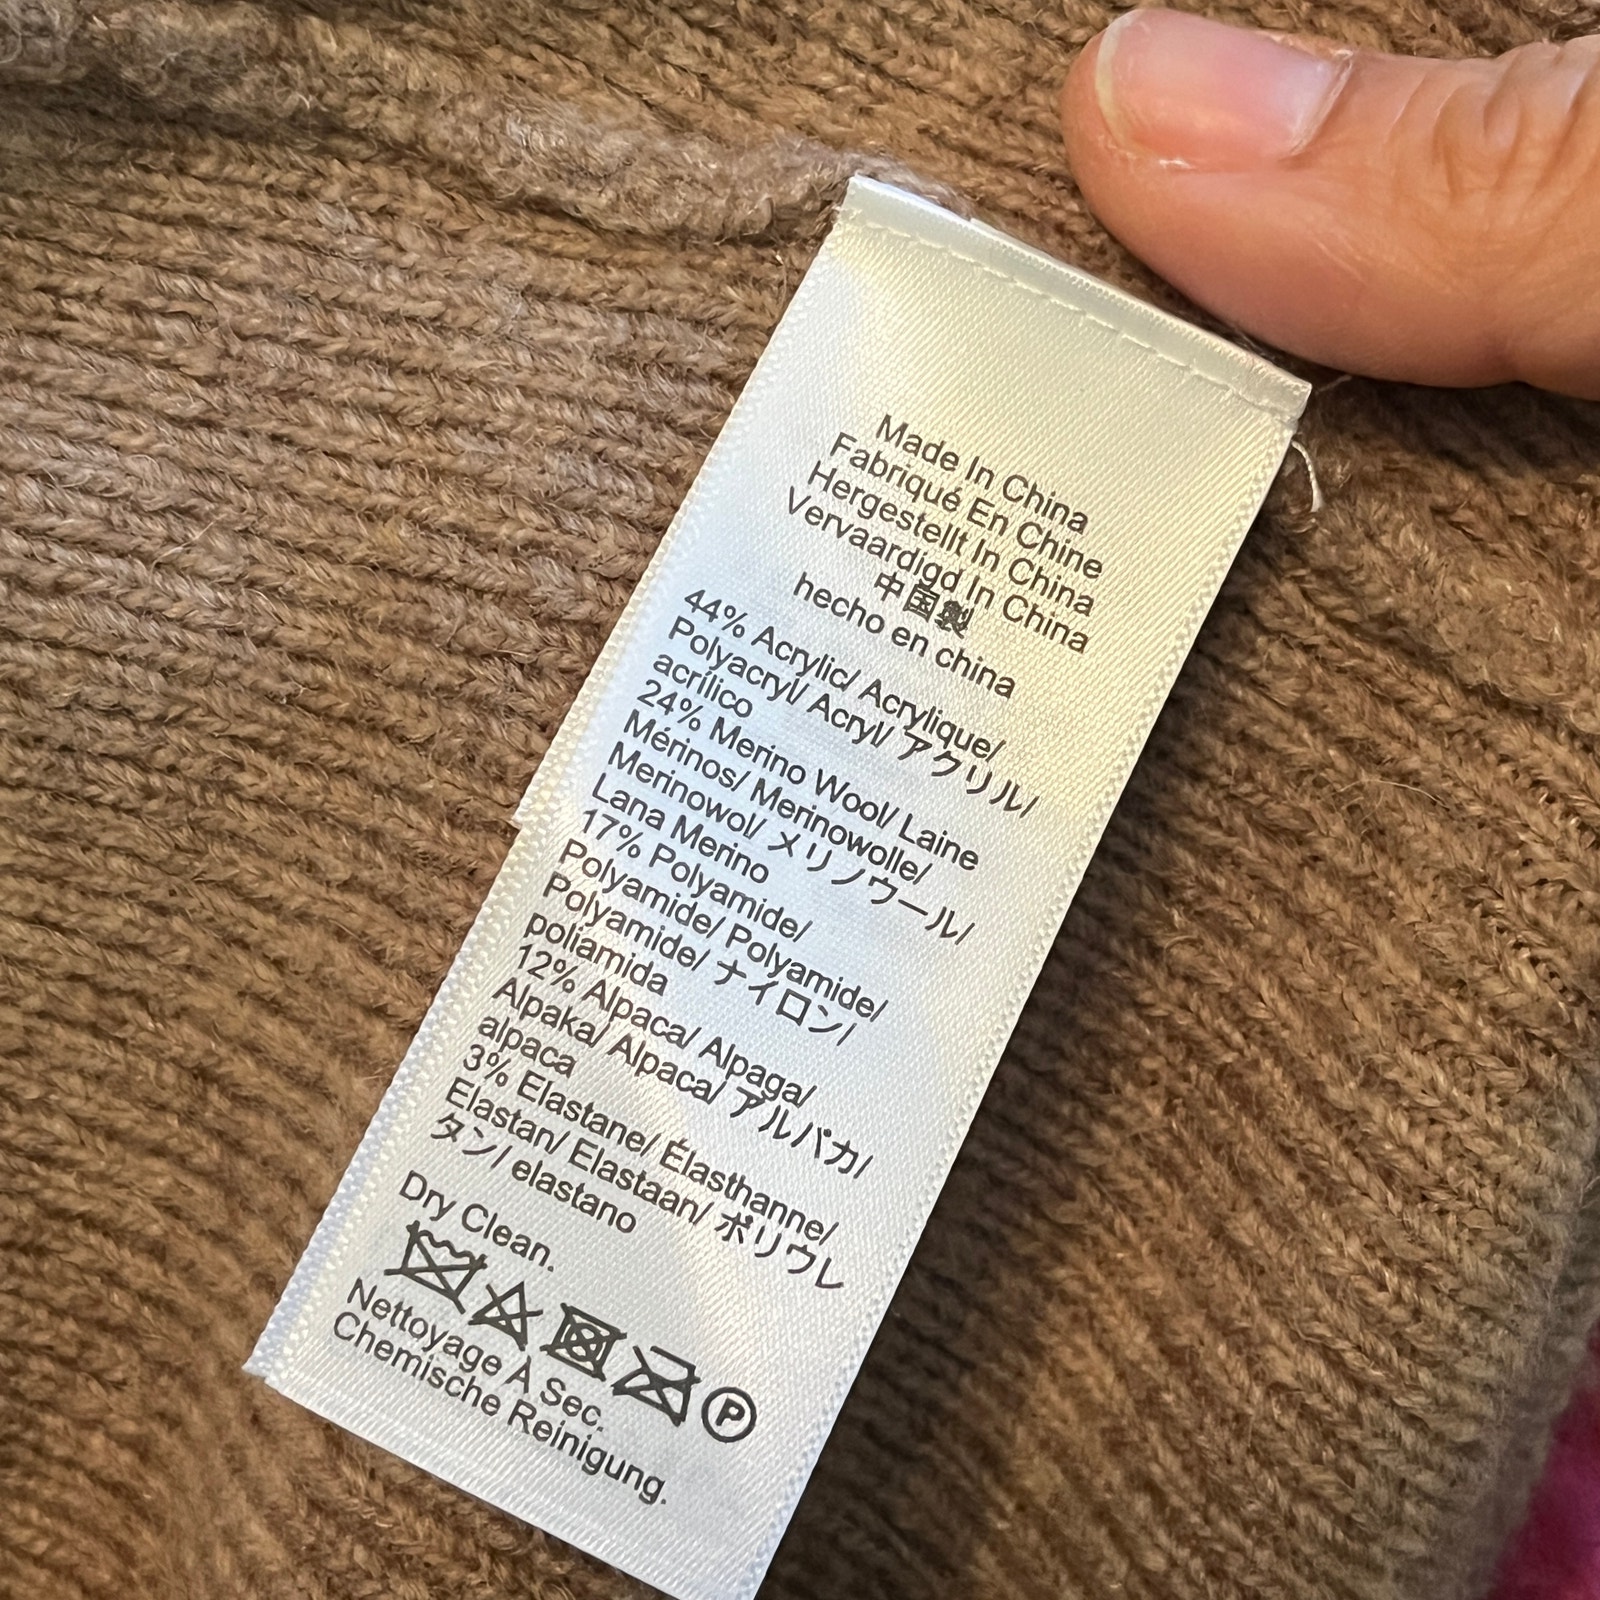 Made In China
Fabriqué En Chine
Hergestellt In China
Vervaardigd In China
中国製
hecho en china
44% Acrylic/ Acrylique/
Polyacryl/ Acryl/ アクリル/
acrílico
24% Merino Wool/ Laine
Mérinos/ Merinowolle/
Merinowol/ メリノウール/
Lana Merino
17% Polyamide/
Polyamide/ Polyamide/
Polyamide/ ナイロン/
poliamida
12% Alpaca/ Alpaga/
Alpaka/ Alpaca/ アルパカ/
alpaca
3% Elastane/ Élasthanne/
Elastan/ Elastaan/ ポリウレ
タン/ elastano
Dry Clean.
P
Nettoyage À Sec.
Chemische Reinigung.